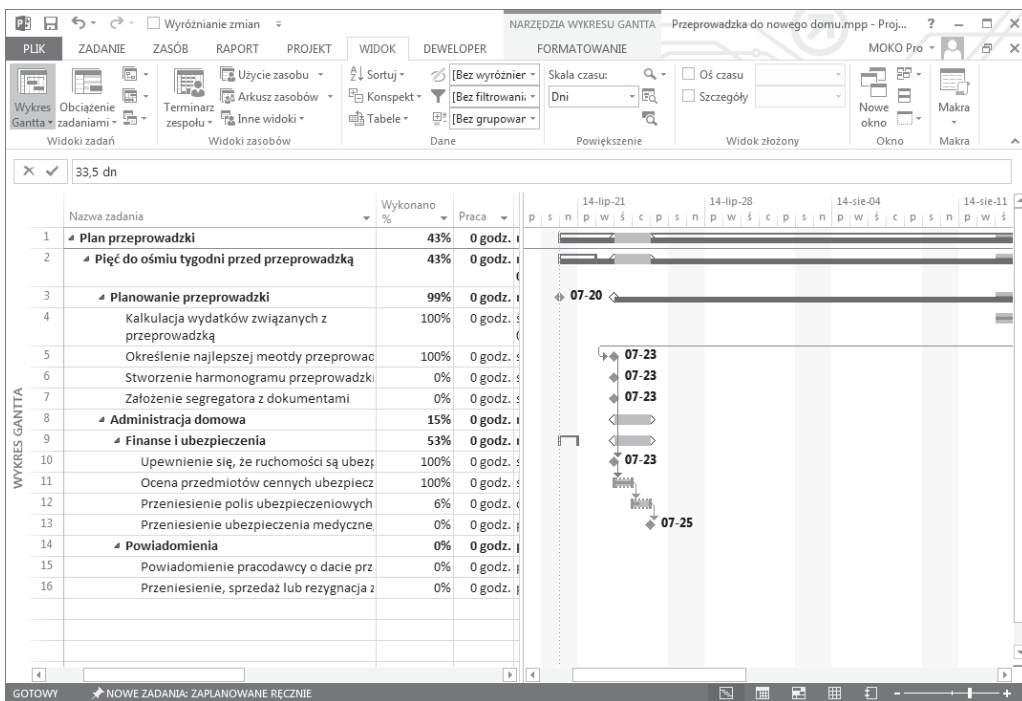 Wyróżnianie zmian
NARZĘDZIA WYKRESU GANTTA
Przeprowadzka do nowego domu.mpp - Proj...
PLIK ZADANIE ZASÓB RAPORT PROJEKT WIDOK DEWELOPER FORMATOWANIE MOKO Pro
Wykres Gantta
Obciążenie zadaniami
Widoki zadań
Terminarz zespołu
Użycie zasobu
Arkusz zasobów
Inne widoki
Widoki zasobów
Sortuj
Konspekt
Tabele
[Bez wyróżnier
[Bez filtrowani
[Bez grupowar
Dane
Skala czasu:
Dni
Powiększenie
Oś czasu
Szczegóły
Widok złożony
Nowe okno
Okno
Makra
Makra
33,5 dn
Nazwa zadania Wykonano % Praca
14-lip-21 14-lip-28 14-sie-04 14-sie-11
p s n p w ś c p s n p w ś c p s n p w ś c p s n p w ś
1 Plan przeprowadzki 43% 0 godz.
2 Pięć do ośmiu tygodni przed przeprowadzką 43% 0 godz.
3 Planowanie przeprowadzki 99% 0 godz. 07-20
4 Kalkulacja wydatków związanych z 100% 0 godz.
przeprowadzką
5 Określenie najlepszej meotdy przeprowad 100% 0 godz. 07-23
6 Stworzenie harmonogramu przeprowadzki 0% 0 godz. 07-23
7 Założenie segregatora z dokumentami 0% 0 godz. 07-23
8 Administracja domowa 15% 0 godz.
9 Finanse i ubezpieczenia 53% 0 godz.
10 Upewnienie się, że ruchomości są ubezp 100% 0 godz. 07-23
11 Ocena przedmiotów cennych ubezpiecz 100% 0 godz.
12 Przeniesienie polis ubezpieczeniowych 6% 0 godz.
13 Przeniesienie ubezpieczenia medyczne 0% 0 godz. 07-25
14 Powiadomienia 0% 0 godz.
15 Powiadomienie pracodawcy o dacie prz 0% 0 godz.
16 Przeniesienie, sprzedaż lub rezygnacja z 0% 0 godz.
WYKRES GANTTA
GOTOWY NOWE ZADANIA: ZAPLANOWANE RĘCZNIE